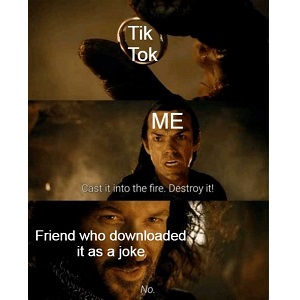 Tik
Tok
ME
Cast it into the fire. Destroy it!
Friend who downloaded
it as a joke
No.